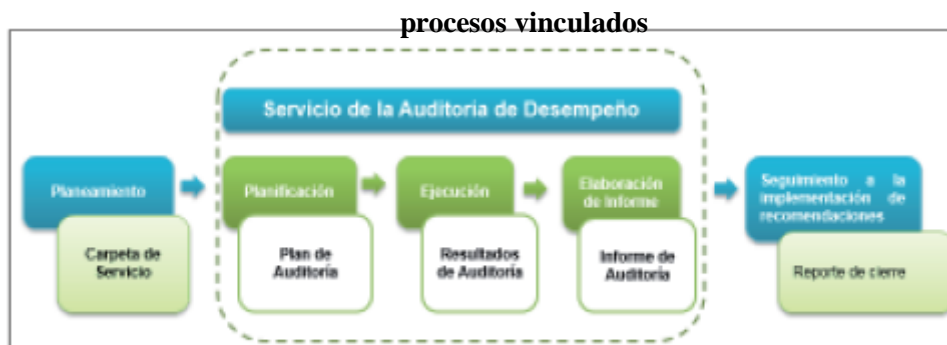 procesos vinculados
Servicio de la Auditoria de Desempeño
Planeamiento
Carpeta de
Servicio
Planificación
Plan de
Auditoría
Ejecución
Resultados
de Auditoría
Elaboración
de Informe
Informe de
Auditoría
Seguimiento a la
implementación de
recomendaciones
Reporte de cierre